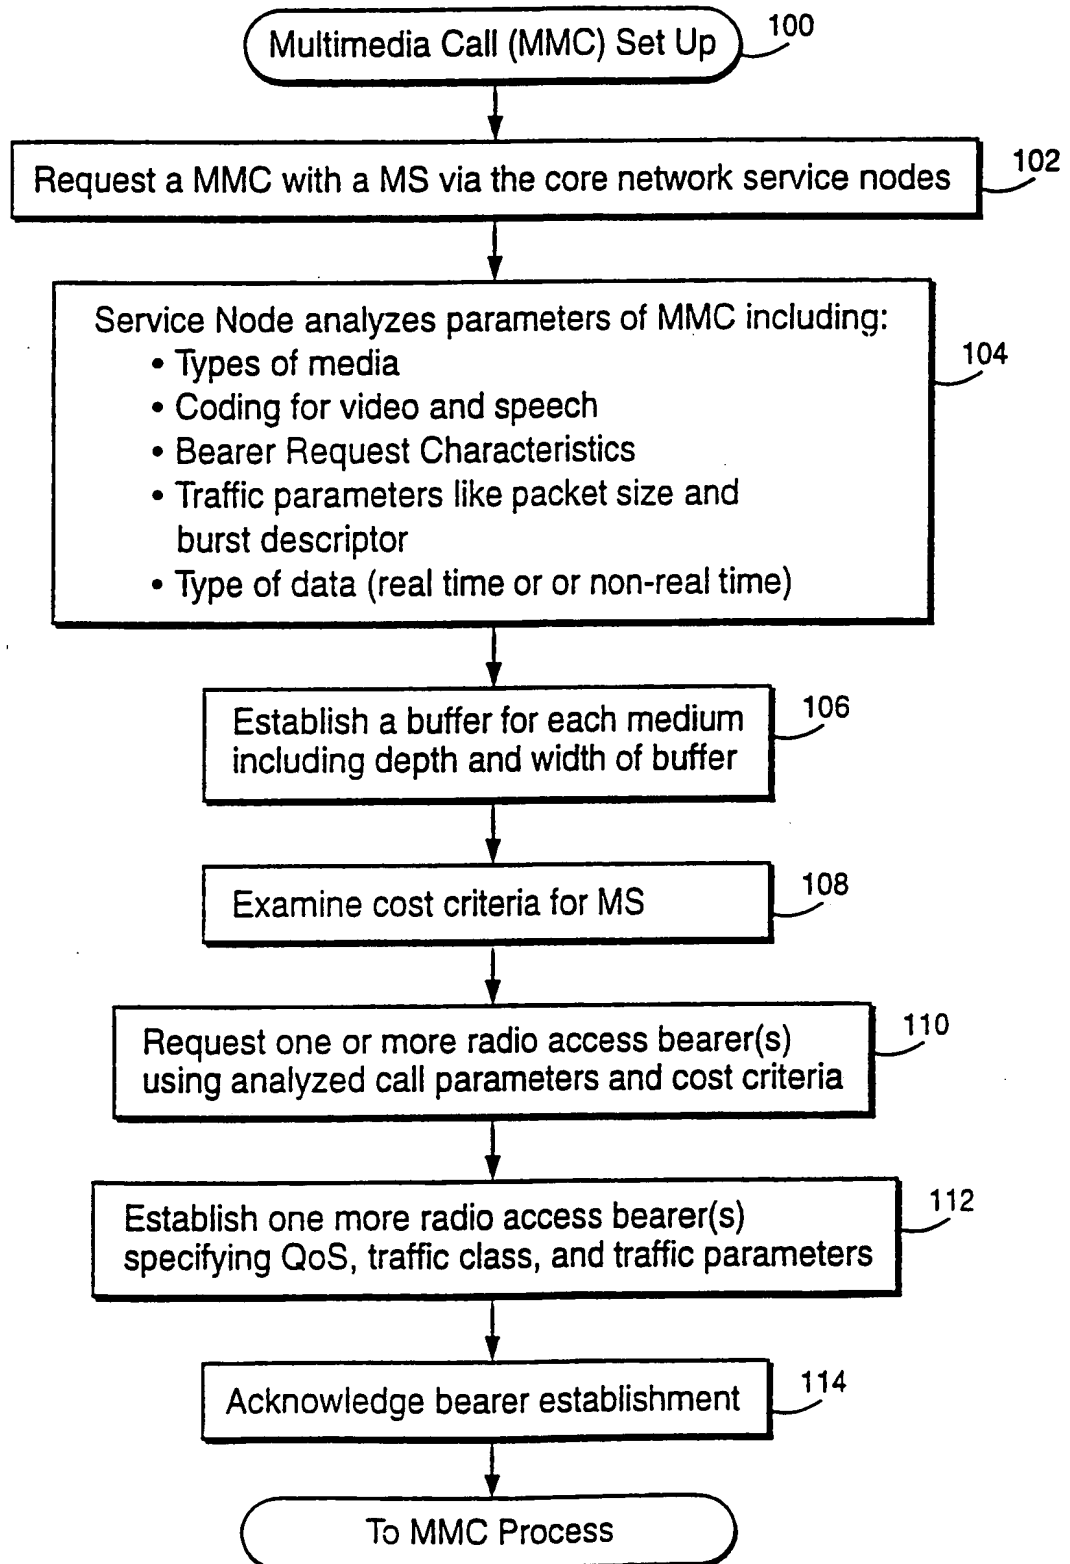 Multimedia Call (MMC) Set Up
100
Request a MMC with a MS via the core network service nodes
102
Service Node analyzes parameters of MMC including:
• Types of media
• Coding for video and speech
• Bearer Request Characteristics
• Traffic parameters like packet size and
burst descriptor
• Type of data (real time or or non-real time)
104
Establish a buffer for each medium
including depth and width of buffer
106
Examine cost criteria for MS
108
Request one or more radio access bearer(s)
using analyzed call parameters and cost criteria
110
Establish one more radio access bearer(s)
specifying QoS, traffic class, and traffic parameters
112
Acknowledge bearer establishment
114
To MMC Process